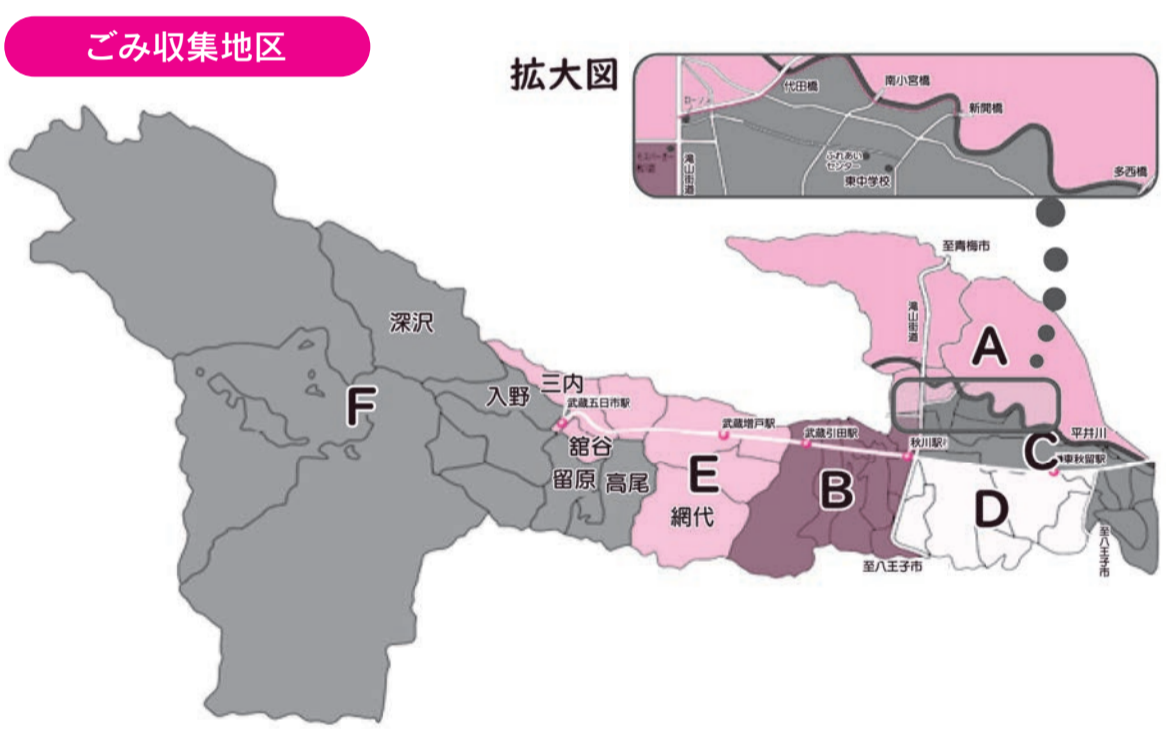 ごみ収集地区
拡大図
代田橋
南小宮橋
新開橋
多西橋
滝山街道
ふれあい
センター
東中学校
至青梅市
滝山街道
A
深沢
F
入野
三内
武蔵五日市駅
舘谷
留原
高尾
武蔵増戸駅
E
網代
武蔵引田駅
B
秋川駅
平井川
C
東秋留駅
D
至八王子市
至八王子市